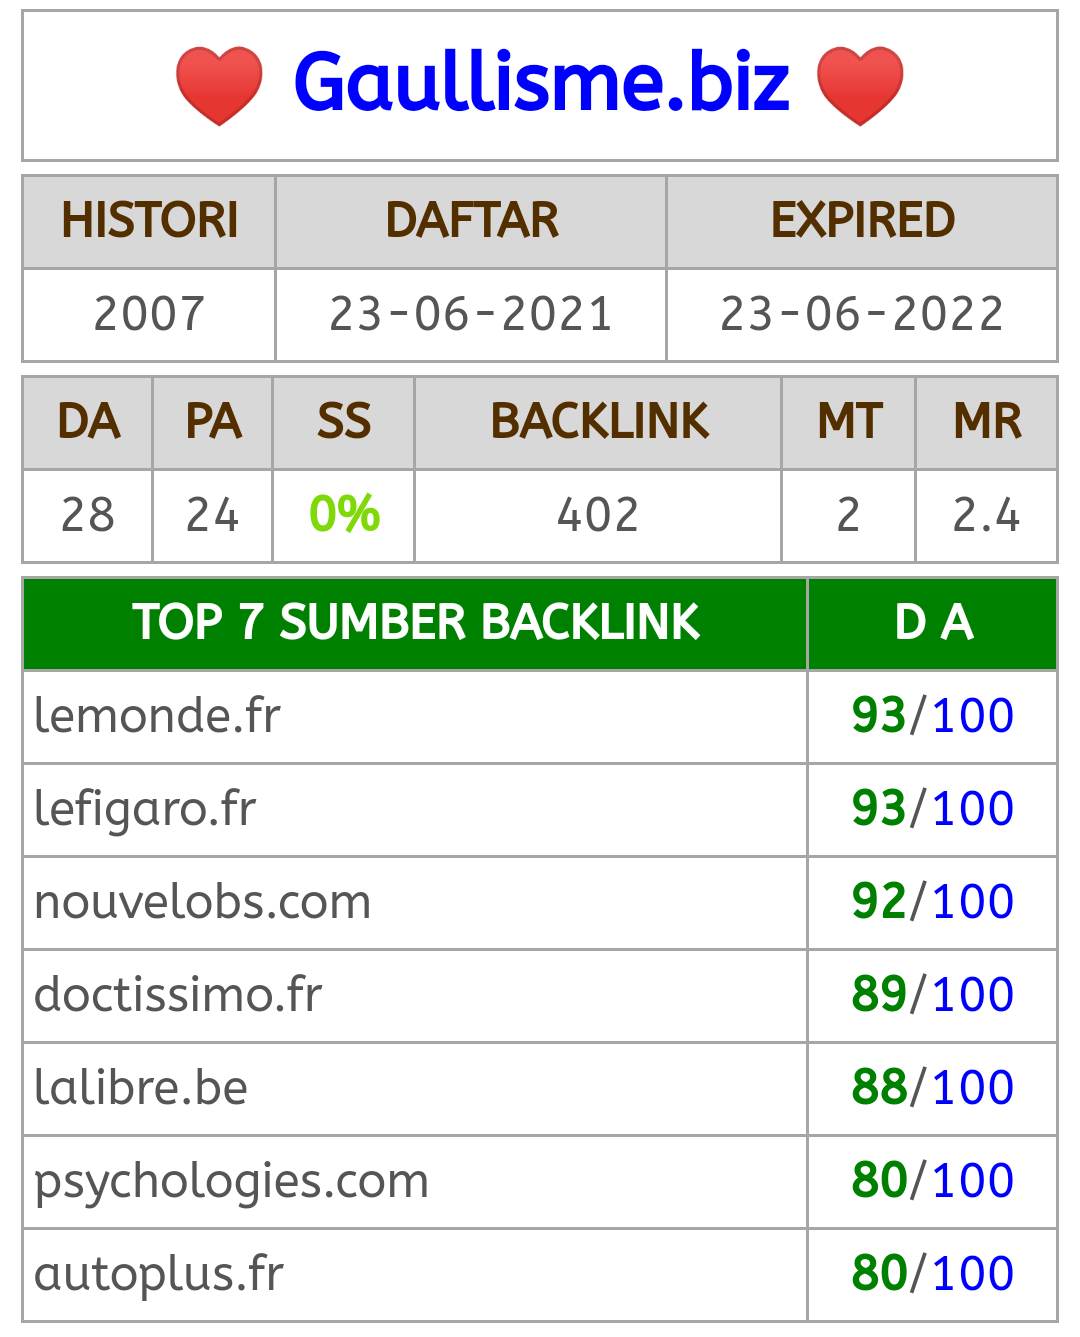 Gaullisme.biz
HISTORI DAFTAR EXPIRED
2007 23-06-2021 23-06-2022
DA PA SS BACKLINK MT MR
28 24 0% 402 2 2.4
TOP 7 SUMBER BACKLINK D A
lemonde.fr 93/100
lefigaro.fr 93/100
nouvelobs.com 92/100
doctissimo.fr 89/100
lalibre.be 88/100
psychologies.com 80/100
autoplus.fr 80/100